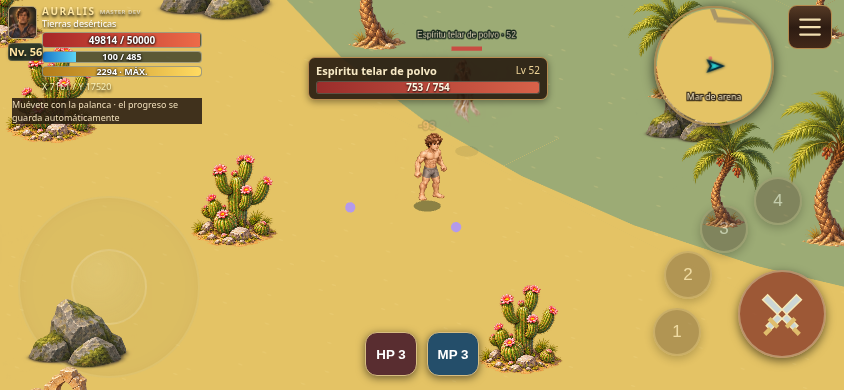 AURALIS MASTER DEV
Tierras desérticas
49814 / 50000
Nv. 56
100 / 485
2294 · MAX.
Muévete con la palanca · el progreso se
guarda automáticamente
Espíritu telar de polvo · 52
Espíritu telar de polvo Lv 52
753 / 754
Mar de arena
4
3
2
1
HP 3
MP 3